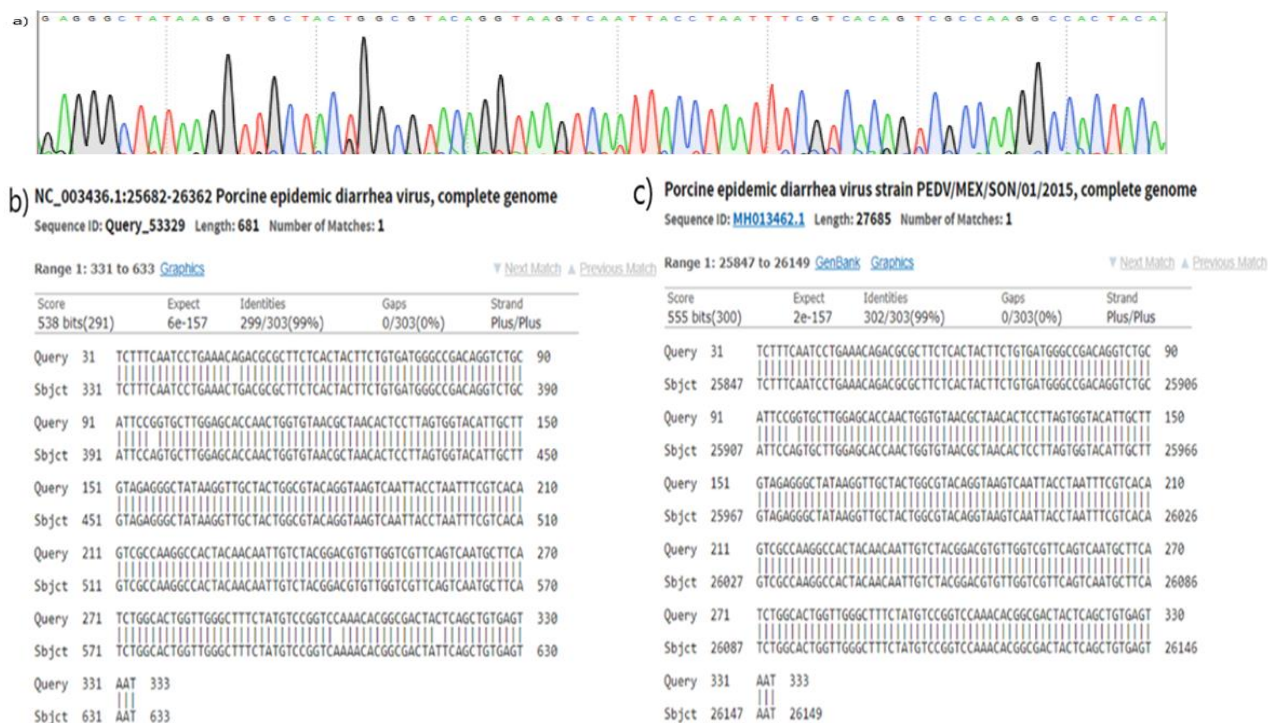 a) G A G G G C T A T A A G G T T G C T A C T G G C G T A C A G G T A A G T C A A T T A C C T A A T T T C G T C A C A G T C G C C A A G G C C A C T A C A
b) NC_003436.1:25682-26362 Porcine epidemic diarrhea virus, complete genome
Sequence ID: Query_53329 Length: 681 Number of Matches: 1
Range 1: 331 to 633 Graphics ▼ Next Match ▲ Previous Match
Score Expect Identities Gaps Strand
538 bits(291) 6e-157 299/303(99%) 0/303(0%) Plus/Plus
Query 31 TCTTTCAATCCTGAAACAGACGCGCTTCTCACTACTTCTGTGATGGGCCGACAGGTCTGC 90
Sbjct 331 TCTTTCAATCCTGAAACTGACGCGCTTCTCACTACTTCTGTGATGGGCCGACAGGTCTGC 390
Query 91 ATTCCGGTGCTTGGAGCACCAACTGGTGTAACGCTAACACTCCTTAGTGGTACATTGCTT 150
Sbjct 391 ATTCCAGTGCTTGGAGCACCAACTGGTGTAACGCTAACACTCCTTAGTGGTACATTGCTT 450
Query 151 GTAGAGGGCTATAAGGTTGCTACTGGCGTACAGGTAAGTCAATTACCTAATTTCGTCACA 210
Sbjct 451 GTAGAGGGCTATAAGGTTGCTACTGGCGTACAGGTAAGTCAATTACCTAATTTCGTCACA 510
Query 211 GTCGCCAAGGCCACTACAACAATTGTCTACGGACGTGTTGGTCGTTCAGTCAATGCTTCA 270
Sbjct 511 GTCGCCAAGGCCACTACAACAATTGTCTACGGACGTGTTGGTCGTTCAGTCAATGCTTCA 570
Query 271 TCTGGCACTGGTTGGGCTTTCTATGTCCGGTCCAAACACGGCGACTACTCAGCTGTGAGT 330
Sbjct 571 TCTGGCACTGGTTGGGCTTTCTATGTCCGGTCAAAACACGGCGACTATTCAGCTGTGAGT 630
Query 331 AAT 333
Sbjct 631 AAT 633
c) Porcine epidemic diarrhea virus strain PEDV/MEX/SON/01/2015, complete genome
Sequence ID: MH013462.1 Length: 27685 Number of Matches: 1
Range 1: 25847 to 26149 GenBank Graphics ▼ Next Match ▲ Previous Match
Score Expect Identities Gaps Strand
555 bits(300) 2e-157 302/303(99%) 0/303(0%) Plus/Plus
Query 31 TCTTTCAATCCTGAAACAGACGCGCTTCTCACTACTTCTGTGATGGGCCGACAGGTCTGC 90
Sbjct 25847 TCTTTCAATCCTGAAACAGACGCGCTTCTCACTACTTCTGTGATGGGCCGACAGGTCTGC 25906
Query 91 ATTCCGGTGCTTGGAGCACCAACTGGTGTAACGCTAACACTCCTTAGTGGTACATTGCTT 150
Sbjct 25907 ATTCCAGTGCTTGGAGCACCAACTGGTGTAACGCTAACACTCCTTAGTGGTACATTGCTT 25966
Query 151 GTAGAGGGCTATAAGGTTGCTACTGGCGTACAGGTAAGTCAATTACCTAATTTCGTCACA 210
Sbjct 25967 GTAGAGGGCTATAAGGTTGCTACTGGCGTACAGGTAAGTCAATTACCTAATTTCGTCACA 26026
Query 211 GTCGCCAAGGCCACTACAACAATTGTCTACGGACGTGTTGGTCGTTCAGTCAATGCTTCA 270
Sbjct 26027 GTCGCCAAGGCCACTACAACAATTGTCTACGGACGTGTTGGTCGTTCAGTCAATGCTTCA 26086
Query 271 TCTGGCACTGGTTGGGCTTTCTATGTCCGGTCCAAACACGGCGACTACTCAGCTGTGAGT 330
Sbjct 26087 TCTGGCACTGGTTGGGCTTTCTATGTCCGGTCCAAACACGGCGACTACTCAGCTGTGAGT 26146
Query 331 AAT 333
Sbjct 26147 AAT 26149